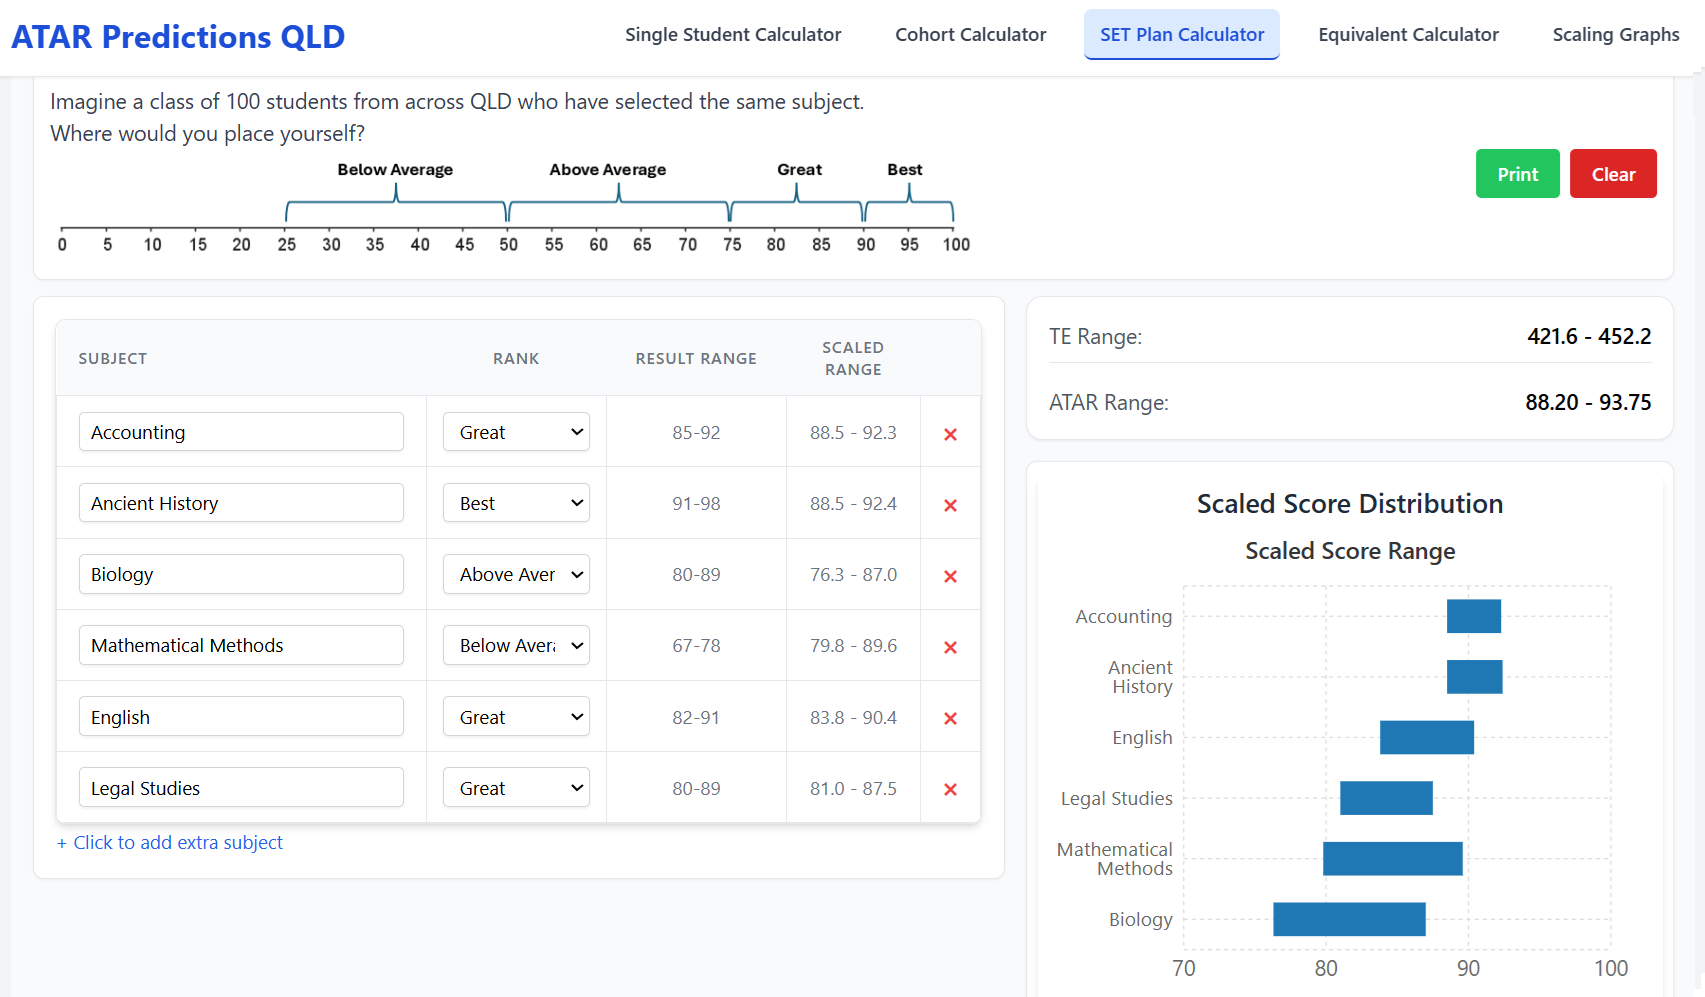 ATAR Predictions QLD
Single Student Calculator
Cohort Calculator
SET Plan Calculator
Equivalent Calculator
Scaling Graphs
Imagine a class of 100 students from across QLD who have selected the same subject.
Where would you place yourself?
Below Average Above Average Great Best
0 5 10 15 20 25 30 35 40 45 50 55 60 65 70 75 80 85 90 95 100
Print
Clear
SUBJECT RANK RESULT RANGE SCALED
RANGE
Accounting Great 85-92 88.5 - 92.3 ×
Ancient History Best 91-98 88.5 - 92.4 ×
Biology Above Aver 80-89 76.3 - 87.0 ×
Mathematical Methods Below Avera 67-78 79.8 - 89.6 ×
English Great 82-91 83.8 - 90.4 ×
Legal Studies Great 80-89 81.0 - 87.5 ×
+ Click to add extra subject
TE Range: 421.6 - 452.2
ATAR Range: 88.20 - 93.75
Scaled Score Distribution
Scaled Score Range
Accounting
Ancient
History
English
Legal Studies
Mathematical
Methods
Biology
70 80 90 100